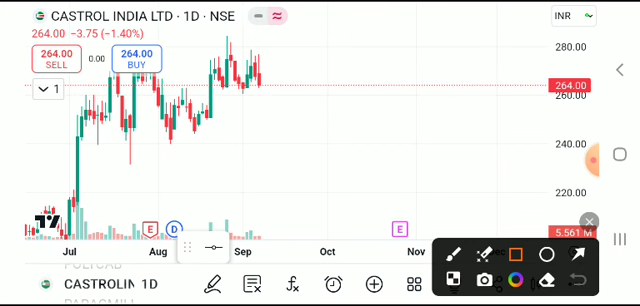 CASTROL INDIA LTD · 1D · NSE
INR
264.00 −3.75 (−1.40%)
264.00
SELL
0.00
264.00
BUY
1
280.00
264.00
260.00
240.00
220.00
5.561 M
E
D
E
Jul
Aug
Sep
Oct
Nov
Dec
POLYCAB
CASTROLIN 1D